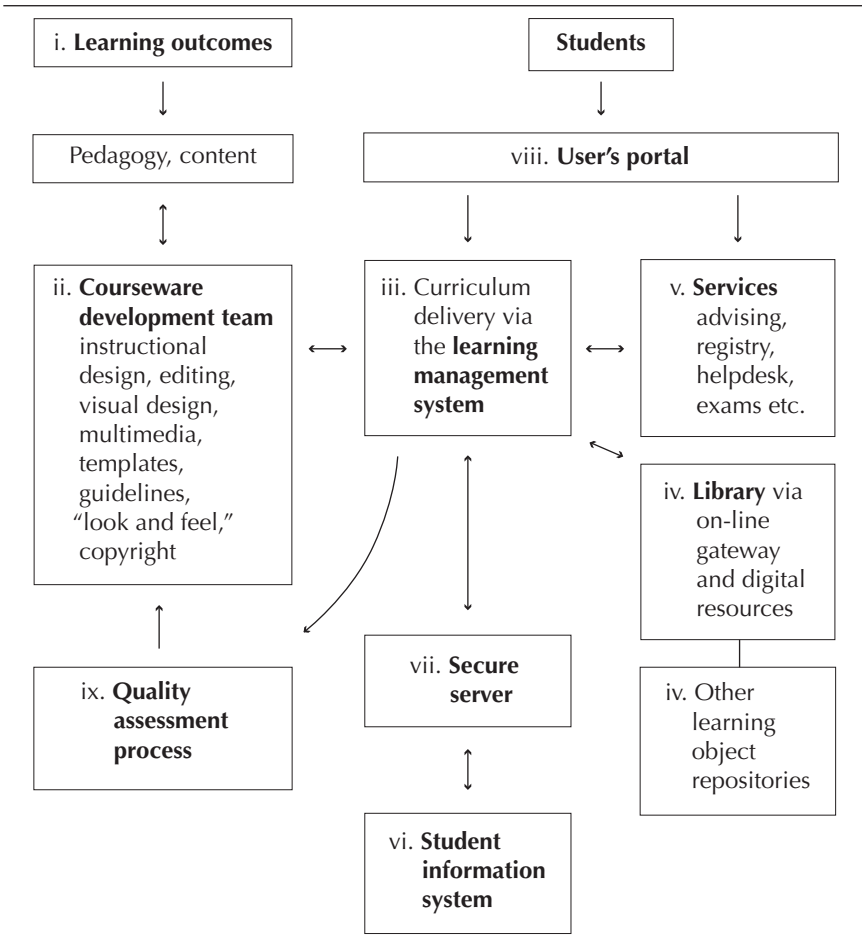 i. Learning outcomes
Students
Pedagogy, content
viii. User’s portal
ii. Courseware
development team
instructional
design, editing,
visual design,
multimedia,
templates,
guidelines,
“look and feel,”
copyright
iii. Curriculum
delivery via
the learning
management
system
v. Services
advising,
registry,
helpdesk,
exams etc.
iv. Library via
on-line
gateway
and digital
resources
ix. Quality
assessment
process
vii. Secure
server
iv. Other
learning
object
repositories
vi. Student
information
system